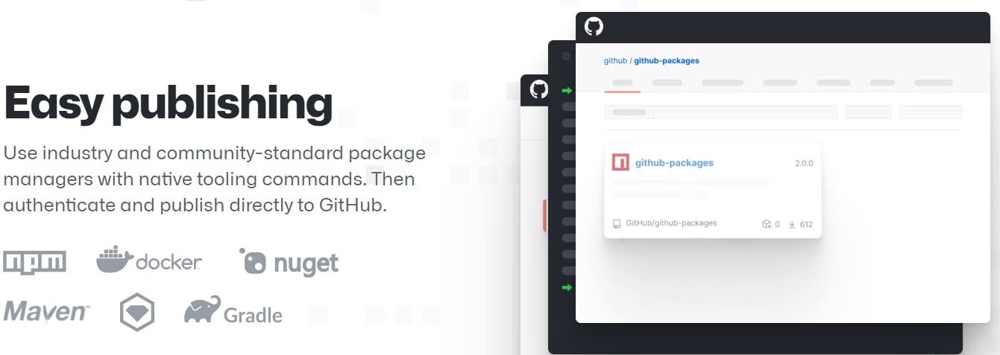 Easy publishing
Use industry and community-standard package
managers with native tooling commands. Then
authenticate and publish directly to GitHub.
npm
docker
nuget
Maven™
Gradle
github / github-packages
github-packages
2.0.0
GitHub/github-packages
0
612